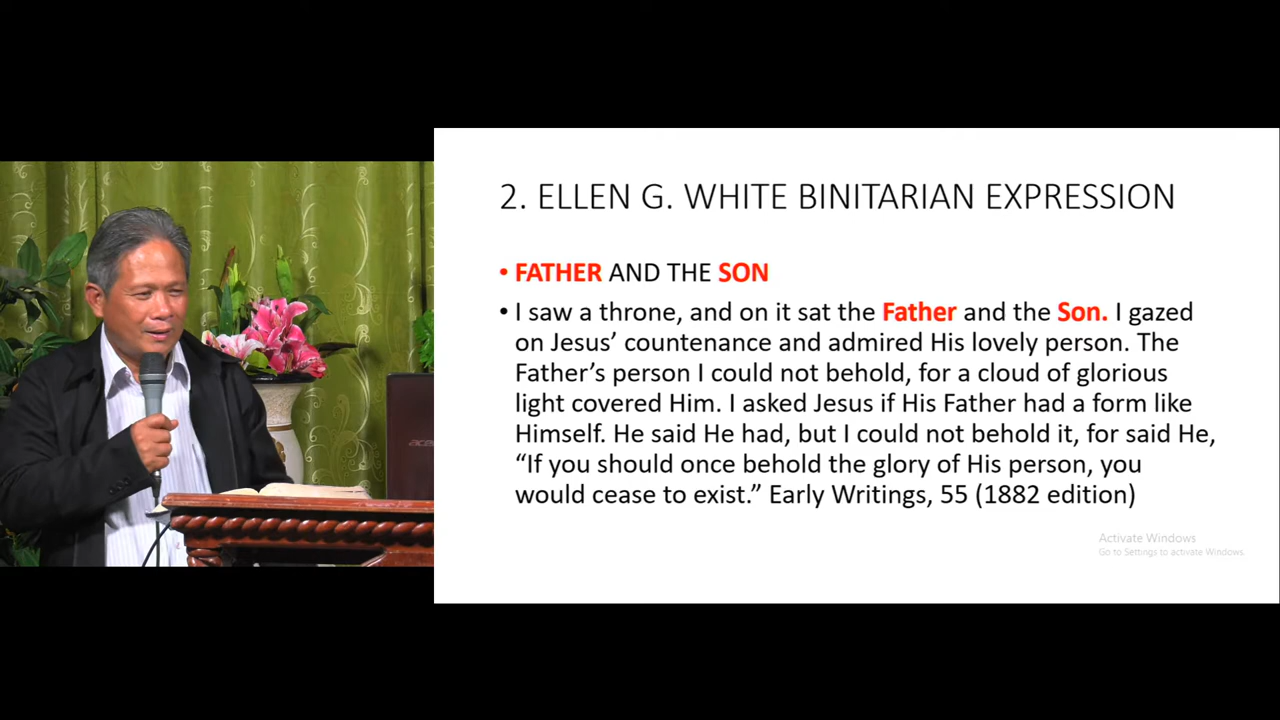 2. ELLEN G. WHITE BINITARIAN EXPRESSION
• FATHER AND THE SON
• I saw a throne, and on it sat the Father and the Son. I gazed
on Jesus’ countenance and admired His lovely person. The
Father’s person I could not behold, for a cloud of glorious
light covered Him. I asked Jesus if His Father had a form like
Himself. He said He had, but I could not behold it, for said He,
“If you should once behold the glory of His person, you
would cease to exist.” Early Writings, 55 (1882 edition)
Activate Windows
Go to Settings to activate Windows.
acer